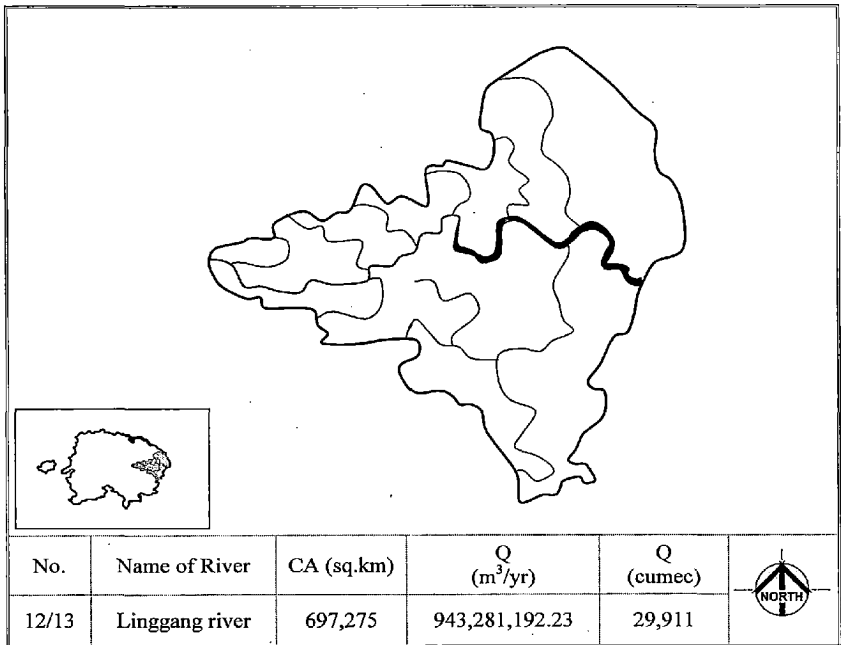 No. Name of River CA (sq.km) Q (m³/yr) Q (cumec)
12/13 Linggang river 697,275 943,281,192.23 29,911
NORTH